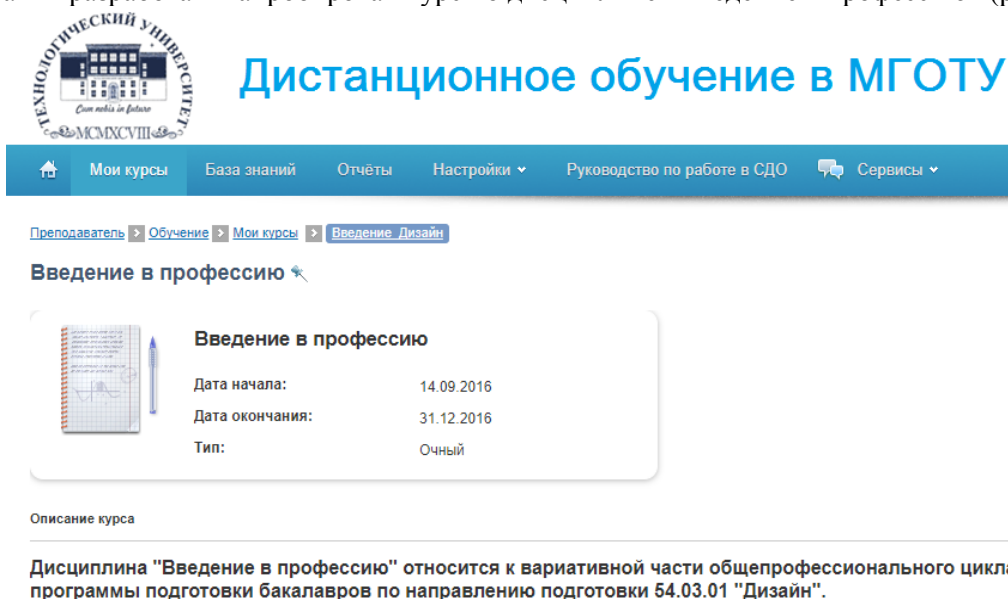 ТЕХНОЛОГИЧЕСКИЙ УНИВЕРСИТЕТ
Cum nobis in futuro
MCMXCVIII
Дистанционное обучение в МГОТУ
Мои курсы База знаний Отчёты Настройки Руководство по работе в СДО Сервисы
Преподаватель Обучение Мои курсы Введение_Дизайн
Введение в профессию
Введение в профессию
Дата начала: 14.09.2016
Дата окончания: 31.12.2016
Тип: Очный
Описание курса
Дисциплина "Введение в профессию" относится к вариативной части общепрофессионального цикла
программы подготовки бакалавров по направлению подготовки 54.03.01 "Дизайн".